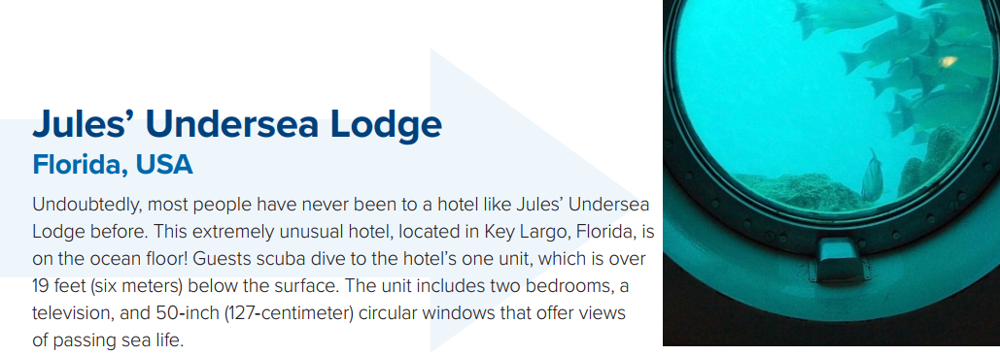 Jules’ Undersea Lodge
Florida, USA
Undoubtedly, most people have never been to a hotel like Jules’ Undersea
Lodge before. This extremely unusual hotel, located in Key Largo, Florida, is
on the ocean floor! Guests scuba dive to the hotel’s one unit, which is over
19 feet (six meters) below the surface. The unit includes two bedrooms, a
television, and 50-inch (127-centimeter) circular windows that offer views
of passing sea life.